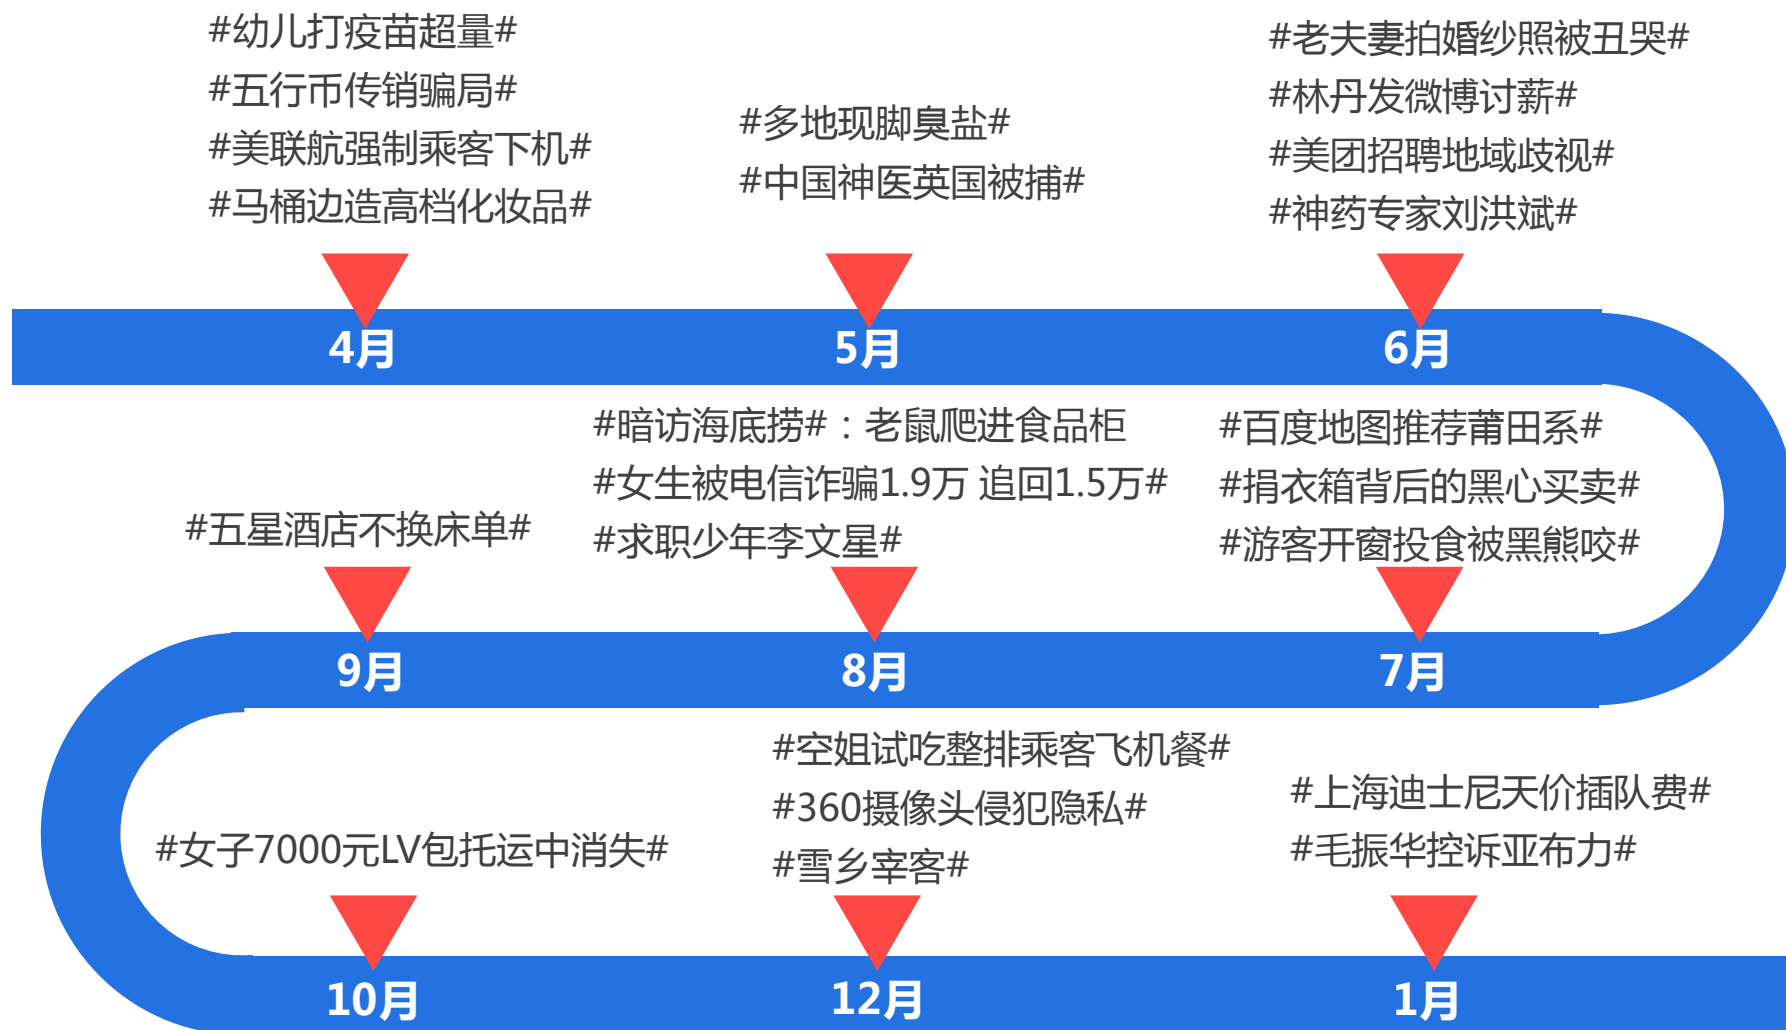 #幼儿打疫苗超量#
#五行币传销骗局#
#美联航强制乘客下机#
#马桶边造高档化妆品#
4月
#多地现脚臭盐#
#中国神医英国被捕#
5月
#老夫妻拍婚纱照被丑哭#
#林丹发微博讨薪#
#美团招聘地域歧视#
#神药专家刘洪斌#
6月
#百度地图推荐莆田系#
#捐衣箱背后的黑心买卖#
#游客开窗投食被黑熊咬#
7月
#暗访海底捞#：老鼠爬进食品柜
#女生被电信诈骗1.9万 追回1.5万#
#求职少年李文星#
8月
#五星酒店不换床单#
9月
#女子7000元LV包托运中消失#
10月
#空姐试吃整排乘客飞机餐#
#360摄像头侵犯隐私#
#雪乡宰客#
12月
#上海迪士尼天价插队费#
#毛振华控诉亚布力#
1月